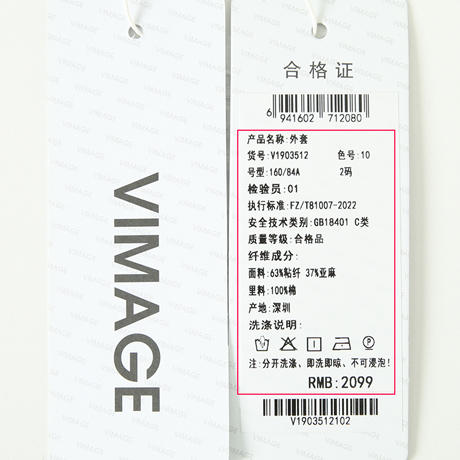 VIMAGE
合格证
6 941602 712080
产品名称:外套
货号:V1903512 色号:10
号型:160/84A 2码
检验员:01
执行标准:FZ/T81007-2022
安全技术类别:GB18401 C类
质量等级:合格品
纤维成分:
面料:63%粘纤 37%亚麻
里料:100%棉
产地:深圳
洗涤说明:
注:分开洗涤、即洗即晾、不可浸泡!
RMB:2099
V1903512102